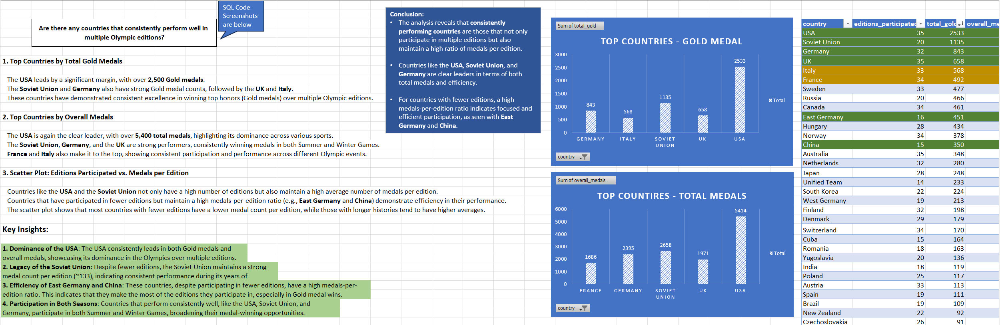 SQL Code
Screenshots
are below
Are there any countries that consistently perform well in
multiple Olympic editions?
1. Top Countries by Total Gold Medals
The USA leads by a significant margin, with over 2,500 Gold medals.
The Soviet Union and Germany also have strong Gold medal counts, followed by the UK and Italy.
These countries have demonstrated consistent excellence in winning top honors (Gold medals) over multiple Olympic editions.
2. Top Countries by Overall Medals
The USA is again the clear leader, with over 5,400 total medals, highlighting its dominance across various sports.
The Soviet Union, Germany, and the UK are strong performers, consistently winning medals in both Summer and Winter Games.
France and Italy also make it to the top, showing consistent participation and performance across different Olympic events.
3. Scatter Plot: Editions Participated vs. Medals per Edition
Countries like the USA and the Soviet Union not only have a high number of editions but also maintain a high average number of medals per edition.
Countries that have participated in fewer editions but maintain a high medals-per-edition ratio (e.g., East Germany and China) demonstrate efficiency in their performance.
The scatter plot shows that most countries with fewer editions have a lower medal count per edition, while those with longer histories tend to have higher averages.
Key Insights:
1. Dominance of the USA: The USA consistently leads in both Gold medals and
overall medals, showcasing its dominance in the Olympics over multiple editions.
2. Legacy of the Soviet Union: Despite fewer editions, the Soviet Union maintains a strong
medal count per edition (~133), indicating consistent performance during its years of
3. Efficiency of East Germany and China: These countries, despite participating in fewer editions, have a high medals-per-
edition ratio. This indicates that they make the most of the editions they participate in, especially in Gold medal wins.
4. Participation in Both Seasons: Countries that perform consistently well, like the USA, Soviet Union, and
Germany, participate in both Summer and Winter Games, broadening their medal-winning opportunities.
Conclusion:
• The analysis reveals that consistently
performing countries are those that not only
participate in multiple editions but also
maintain a high ratio of medals per edition.
• Countries like the USA, Soviet Union, and
Germany are clear leaders in terms of both
total medals and efficiency.
• For countries with fewer editions, a high
medals-per-edition ratio indicates focused and
efficient participation, as seen with East
Germany and China.
Sum of total_gold
TOP COUNTRIES - GOLD MEDAL
3000
2500
2000
1500
1000
500
0
843
568
1135
658
2533
GERMANY ITALY SOVIET UK USA
UNION
Total
country
Sum of overall_medals
TOP COUNTIRES - TOTAL MEDALS
6000
5000
4000
3000
2000
1000
0
1686
2395
2658
1971
5414
FRANCE GERMANY SOVIET UK USA
UNION
Total
country
country editions_participated total_gold overall_me
USA 35 2533
Soviet Union 20 1135
Germany 32 843
UK 35 658
Italy 33 568
France 34 492
Sweden 33 477
Russia 20 466
Canada 34 461
East Germany 16 451
Hungary 28 434
Norway 34 378
China 15 350
Australia 35 348
Netherlands 32 280
Japan 28 248
Unified Team 14 233
South Korea 22 224
West Germany 19 213
Finland 32 198
Denmark 29 179
Switzerland 34 170
Cuba 15 164
Romania 18 163
Yugoslavia 20 136
India 18 119
Poland 25 117
Austria 33 113
Spain 19 111
Brazil 19 109
New Zealand 22 92
Czechoslovakia 26 91